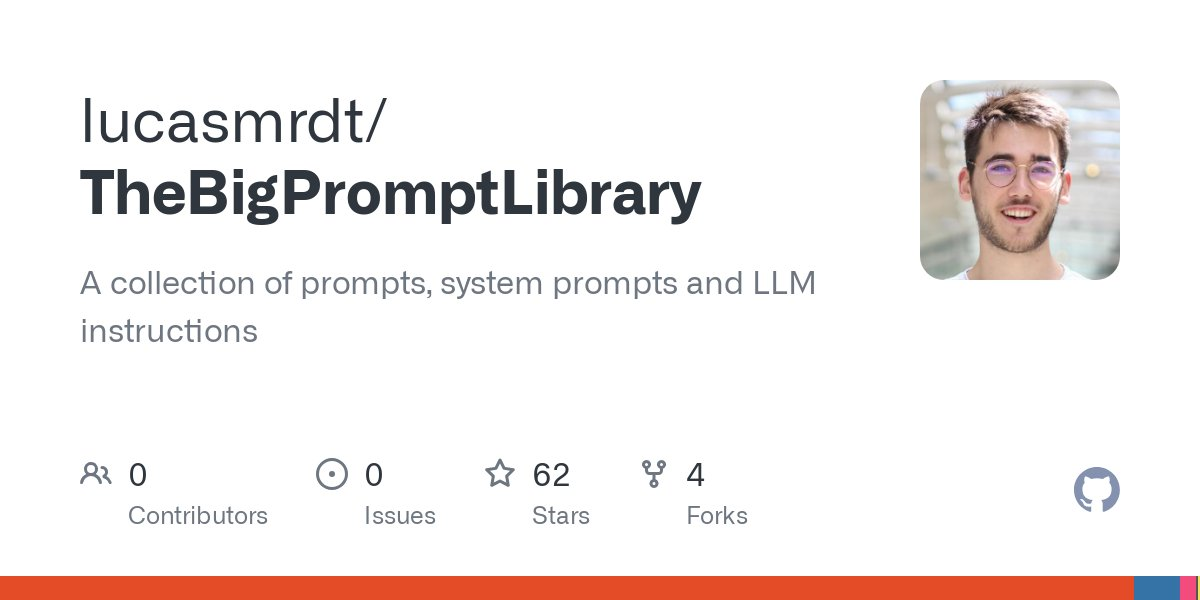 lucasmrdt/
TheBigPromptLibrary
A collection of prompts, system prompts and LLM
instructions
0
Contributors
0
Issues
62
Stars
4
Forks